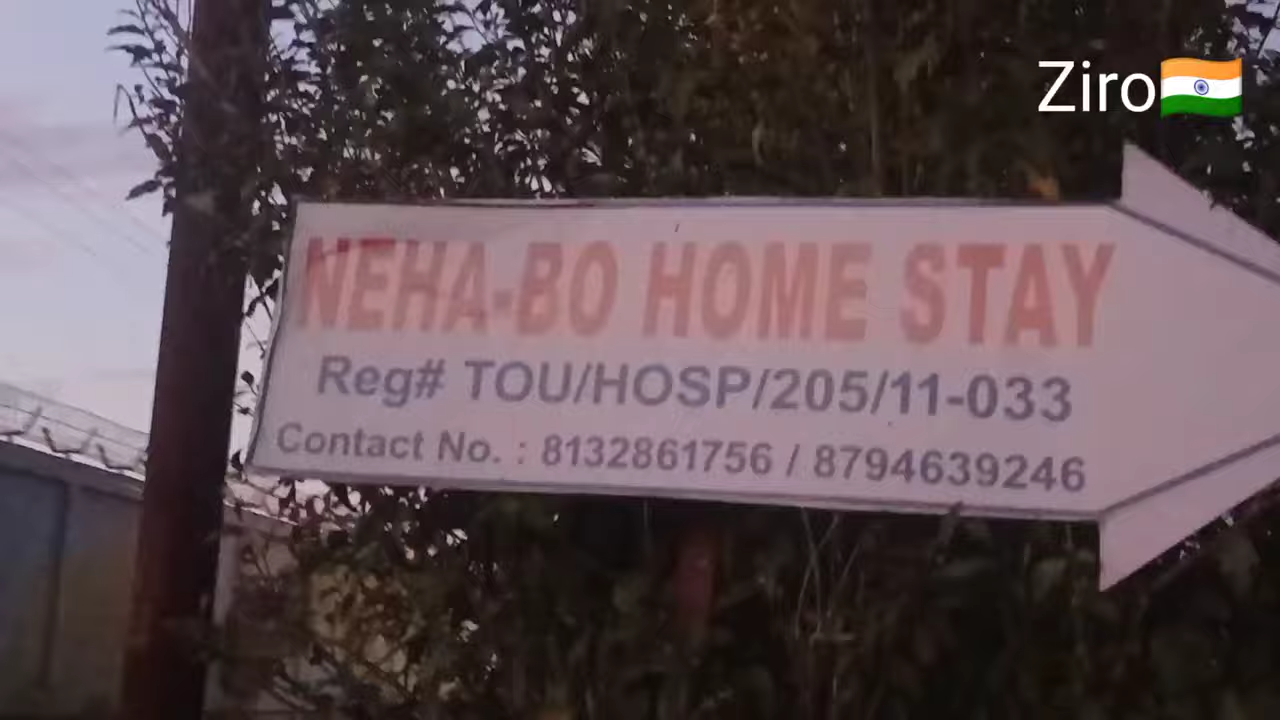 Ziro🇮🇳
NEHA-BO HOME STAY
Reg# TOU/HOSP/205/11-033
Contact No. : 8132861756 / 8794639246